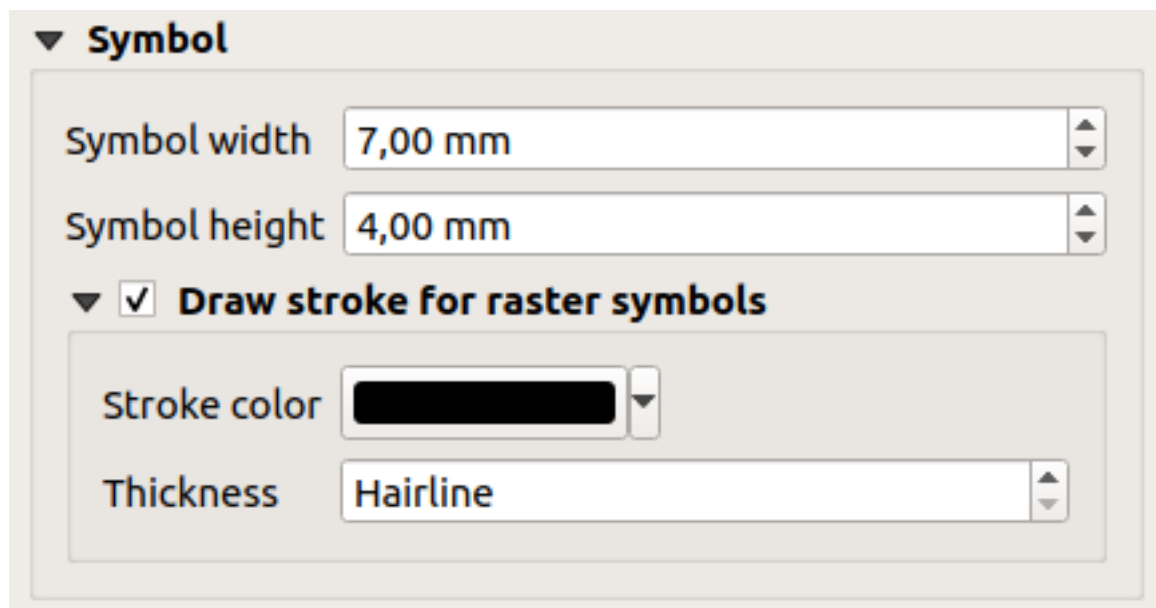 Symbol
Symbol width 7,00 mm
Symbol height 4,00 mm
Draw stroke for raster symbols
Stroke color
Thickness Hairline